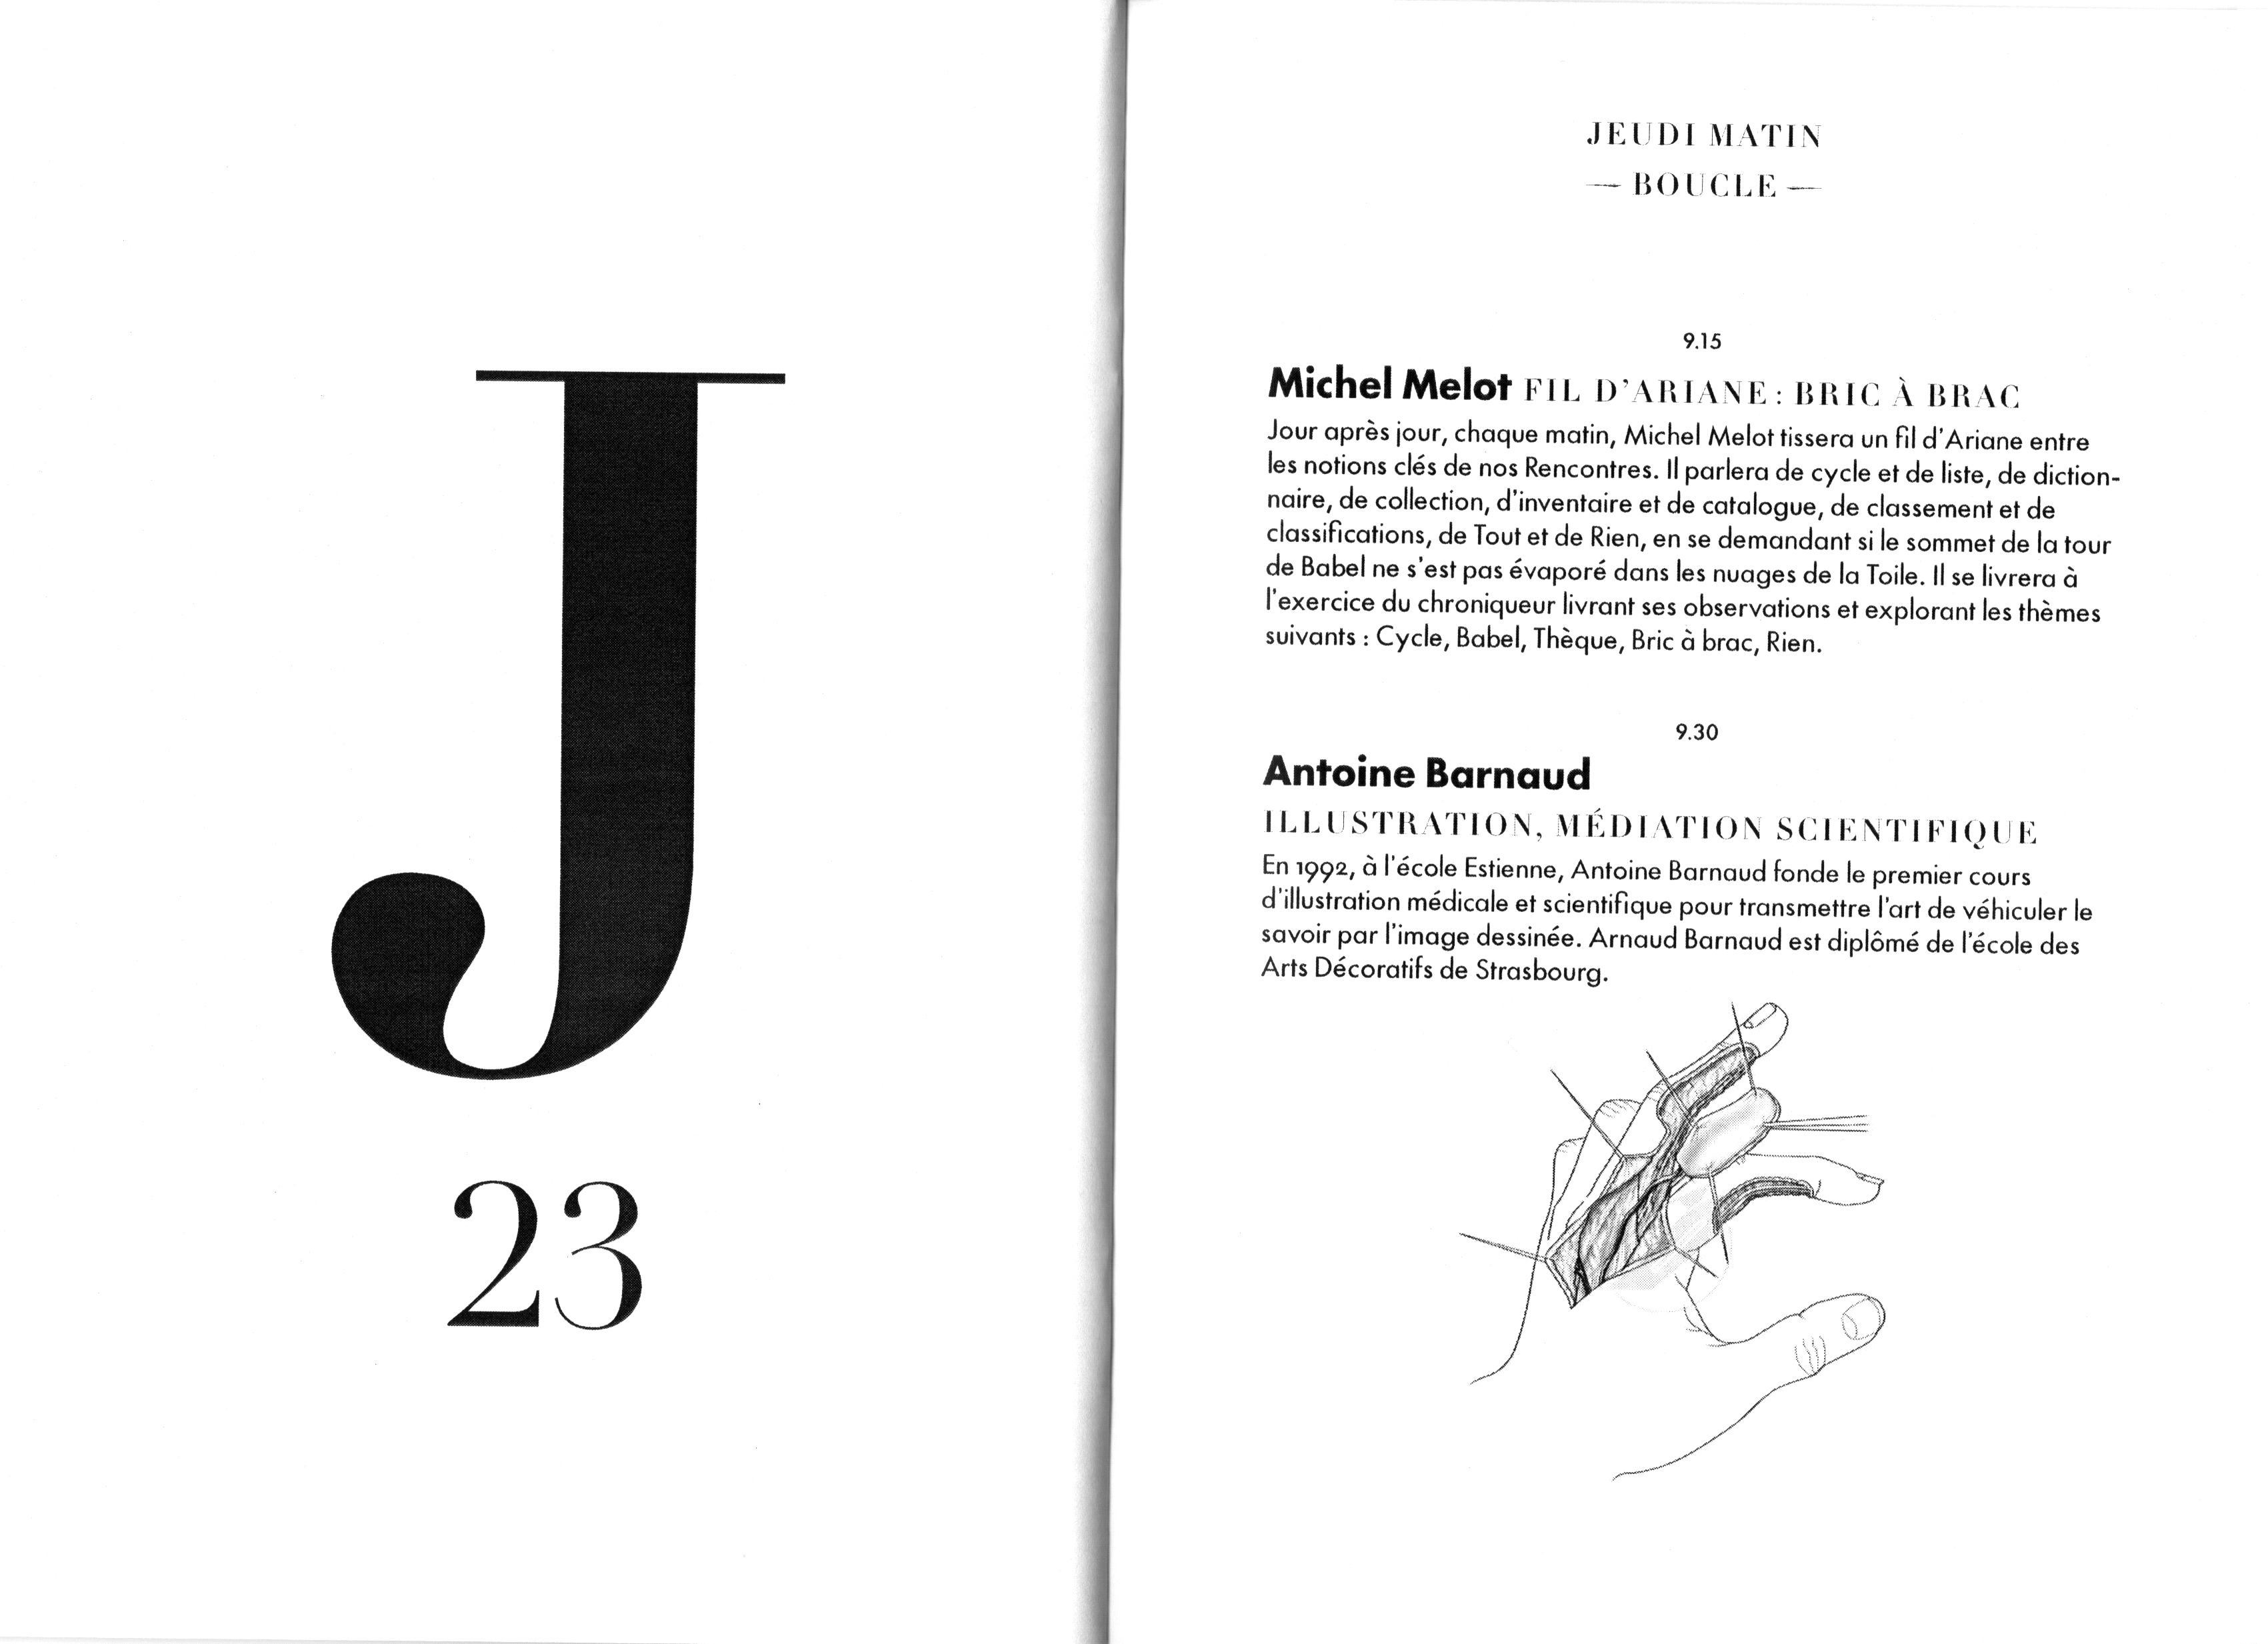 J
23
JEUDI MATIN
— BOUCLE —
9.15
Michel Melot FIL D'ARIANE : BRIC À BRAC
Jour après jour, chaque matin, Michel Melot tissera un fil d'Ariane entre
les notions clés de nos Rencontres. Il parlera de cycle et de liste, de diction-
naire, de collection, d'inventaire et de catalogue, de classement et de
classifications, de Tout et de Rien, en se demandant si le sommet de la tour
de Babel ne s'est pas évaporé dans les nuages de la Toile. Il se livrera à
l'exercice du chroniqueur livrant ses observations et explorant les thèmes
suivants : Cycle, Babel, Thèque, Bric à brac, Rien.
9.30
Antoine Barnaud
ILLUSTRATION, MÉDIATION SCIENTIFIQUE
En 1992, à l'école Estienne, Antoine Barnaud fonde le premier cours
d'illustration médicale et scientifique pour transmettre l'art de véhiculer le
savoir par l'image dessinée. Arnaud Barnaud est diplômé de l'école des
Arts Décoratifs de Strasbourg.